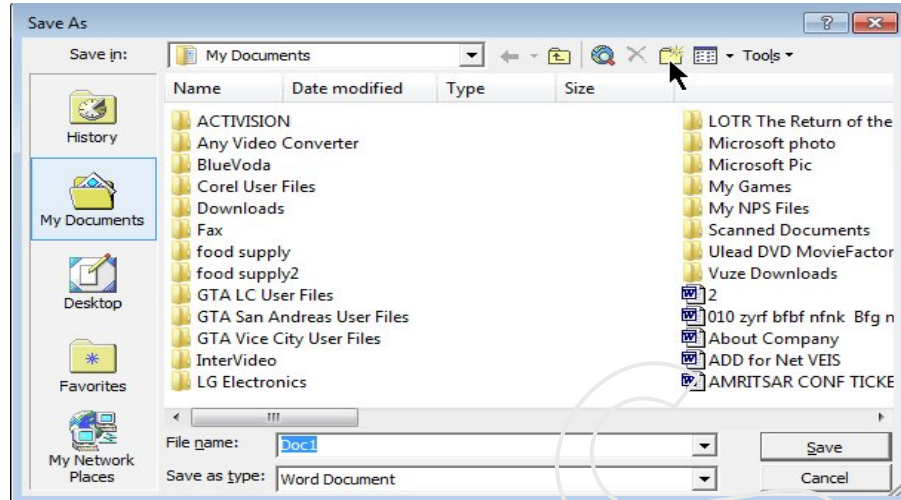 Save As
Save in:
My Documents
Tools
Name Date modified Type Size
History
My Documents
Desktop
Favorites
My Network
Places
ACTIVISION
Any Video Converter
BlueVoda
Corel User Files
Downloads
Fax
food supply
food supply2
GTA LC User Files
GTA San Andreas User Files
GTA Vice City User Files
InterVideo
LG Electronics
LOTR The Return of the
Microsoft photo
Microsoft Pic
My Games
My NPS Files
Scanned Documents
Ulead DVD MovieFactor
Vuze Downloads
2
010 zyrf bfbf nfnk Bfg n
About Company
ADD for Net VEIS
AMRITSAR CONF TICKE
File name: Doc1
Save
Save as type: Word Document
Cancel